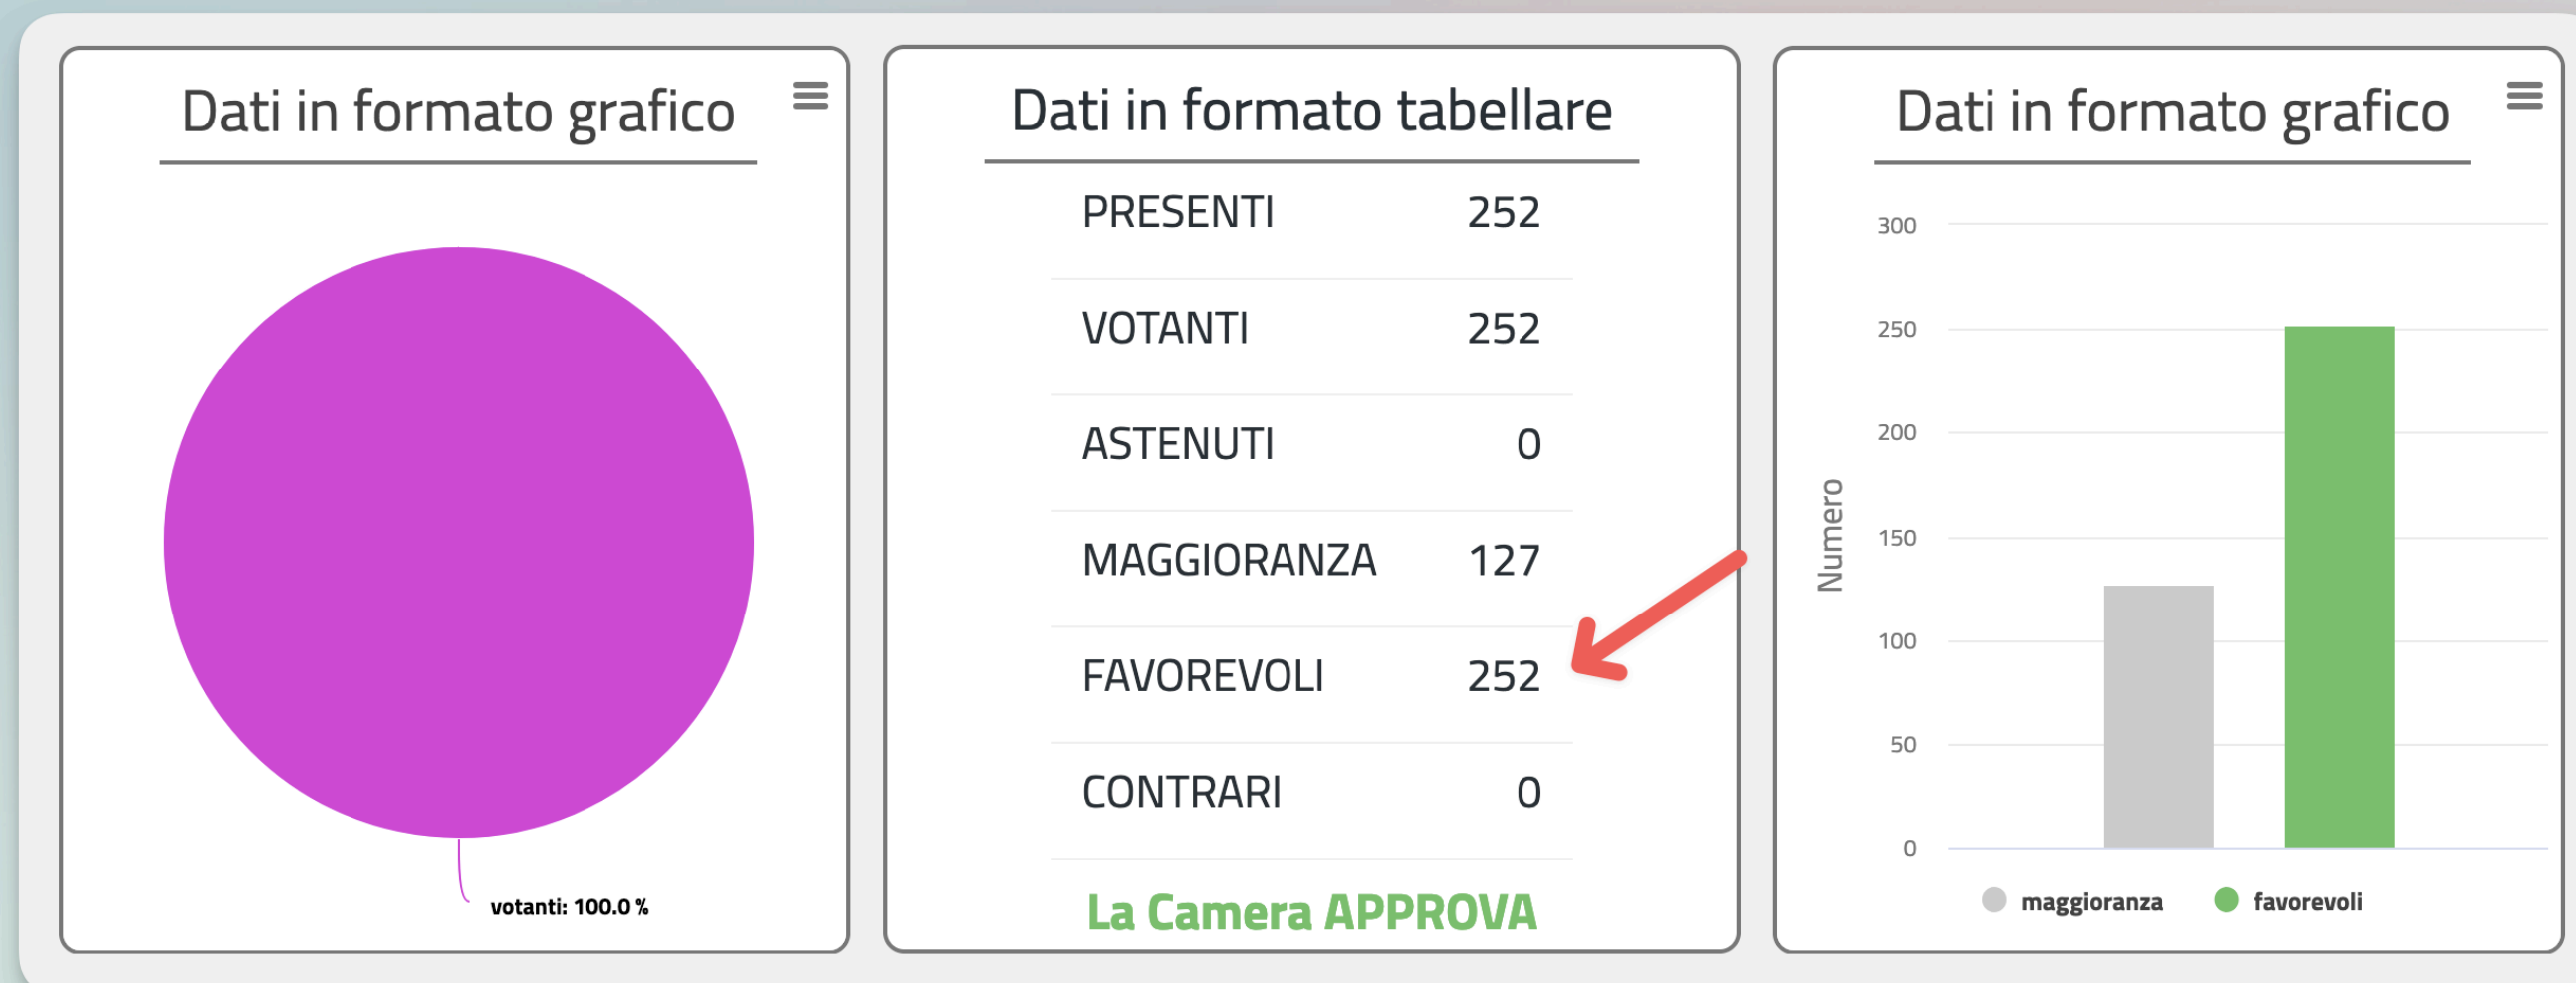 Dati in formato grafico
votanti: 100.0 %
Dati in formato tabellare
PRESENTI 252
VOTANTI 252
ASTENUTI 0
MAGGIORANZA 127
FAVOREVOLI 252
CONTRARI 0
La Camera APPROVA
Dati in formato grafico
Numero
300
250
200
150
100
50
0
maggioranza favorevoli